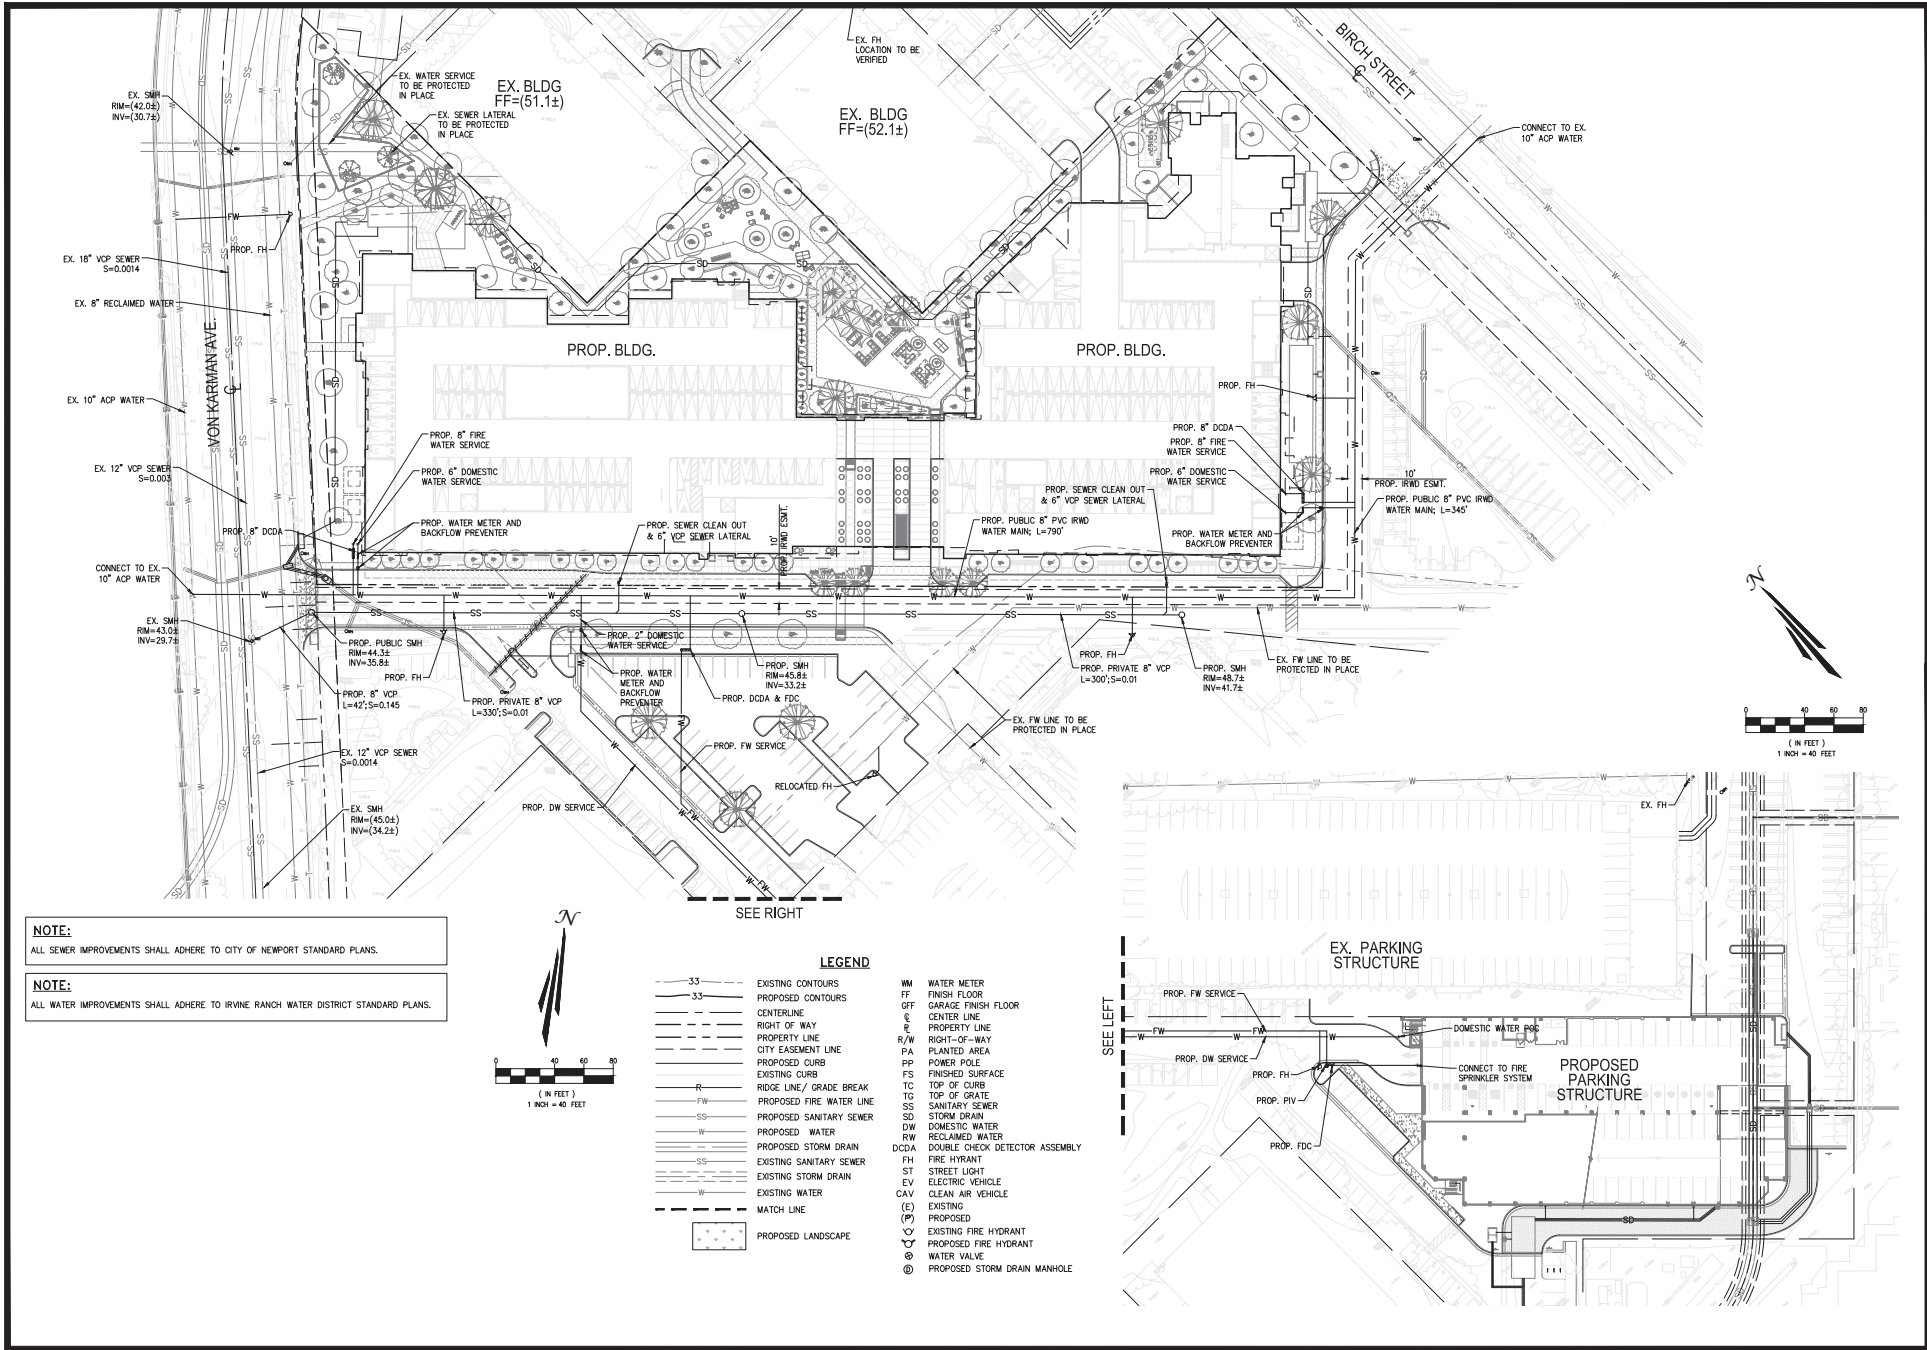 EX. FH
LOCATION TO BE
VERIFIED
BIRCH STREET
EX. WATER SERVICE
TO BE PROTECTED
IN PLACE
EX. BLDG
FF=(51.1±)
EX. SMH
RIM=(42.0±)
INV=(30.7±)
EX. SEWER LATERAL
TO BE PROTECTED
IN PLACE
EX. BLDG
FF=(52.1±)
CONNECT TO EX.
10" ACP WATER
FW
PROP. FH
EX. 18" VCP SEWER
S=0.0014
EX. 8" RECLAIMED WATER
VON KARMAN AVE.
PROP. BLDG.
PROP. BLDG.
EX. 10" ACP WATER
PROP. FH
PROP. 8" FIRE
WATER SERVICE
PROP. 8" DCDA
PROP. 8" FIRE
WATER SERVICE
EX. 12" VCP SEWER
S=0.003
PROP. 6" DOMESTIC
WATER SERVICE
PROP. 6" DOMESTIC
WATER SERVICE
10'
PROP. IRWD ESMT.
PROP. SEWER CLEAN OUT
& 6" VCP SEWER LATERAL
PROP. PUBLIC 8" PVC IRWD
WATER MAIN; L=345'
PROP. 8" DCDA
PROP. WATER METER AND
BACKFLOW PREVENTER
PROP. SEWER CLEAN OUT
& 6" VCP SEWER LATERAL
10'
PROP. IRWD ESMT.
PROP. PUBLIC 8" PVC IRWD
WATER MAIN; L=790'
PROP. WATER METER AND
BACKFLOW PREVENTER
CONNECT TO EX.
10" ACP WATER
EX. SMH
RIM=43.0±
INV=29.7±
PROP. PUBLIC SMH
RIM=44.3±
INV=35.8±
PROP. FH
PROP. 2" DOMESTIC
WATER SERVICE
PROP. WATER
METER AND
BACKFLOW
PREVENTER
PROP. SMH
RIM=45.8±
INV=33.2±
PROP. DCDA & FDC
PROP. FH
PROP. PRIVATE 8" VCP
L=300'; S=0.01
PROP. SMH
RIM=48.7±
INV=41.7±
EX. FW LINE TO BE
PROTECTED IN PLACE
PROP. 8" VCP
L=42'; S=0.145
PROP. PRIVATE 8" VCP
L=330'; S=0.01
EX. FW LINE TO BE
PROTECTED IN PLACE
EX. 12" VCP SEWER
S=0.0014
PROP. FW SERVICE
RELOCATED FH
PROP. DW SERVICE
EX. SMH
RIM=(45.0±)
INV=(34.2±)
SEE RIGHT
N
0 40 60 80
( IN FEET )
1 INCH = 40 FEET
NOTE:
ALL SEWER IMPROVEMENTS SHALL ADHERE TO CITY OF NEWPORT STANDARD PLANS.
NOTE:
ALL WATER IMPROVEMENTS SHALL ADHERE TO IRVINE RANCH WATER DISTRICT STANDARD PLANS.
N
0 40 60 80
( IN FEET )
1 INCH = 40 FEET
LEGEND
33 EXISTING CONTOURS
33 PROPOSED CONTOURS
CENTERLINE
RIGHT OF WAY
PROPERTY LINE
CITY EASEMENT LINE
PROPOSED CURB
EXISTING CURB
R RIDGE LINE/ GRADE BREAK
FW PROPOSED FIRE WATER LINE
SS PROPOSED SANITARY SEWER
W PROPOSED WATER
PROPOSED STORM DRAIN
SS EXISTING SANITARY SEWER
EXISTING STORM DRAIN
W EXISTING WATER
MATCH LINE
PROPOSED LANDSCAPE
WM WATER METER
FF FINISH FLOOR
GFF GARAGE FINISH FLOOR
℄ CENTER LINE
PROPERTY LINE
R/W RIGHT-OF-WAY
PA PLANTED AREA
PP POWER POLE
FS FINISHED SURFACE
TC TOP OF CURB
TG TOP OF GRATE
SS SANITARY SEWER
SD STORM DRAIN
DW DOMESTIC WATER
RW RECLAIMED WATER
DCDA DOUBLE CHECK DETECTOR ASSEMBLY
FH FIRE HYRANT
ST STREET LIGHT
EV ELECTRIC VEHICLE
CAV CLEAN AIR VEHICLE
(E) EXISTING
(P) PROPOSED
EXISTING FIRE HYDRANT
PROPOSED FIRE HYDRANT
WATER VALVE
PROPOSED STORM DRAIN MANHOLE
EX. FH
EX. PARKING
STRUCTURE
SEE LEFT
PROP. FW SERVICE
DOMESTIC WATER POC
PROP. DW SERVICE
PROP. FH
CONNECT TO FIRE
SPRINKLER SYSTEM
PROPOSED
PARKING
STRUCTURE
PROP. PIV
PROP. FDC
SD